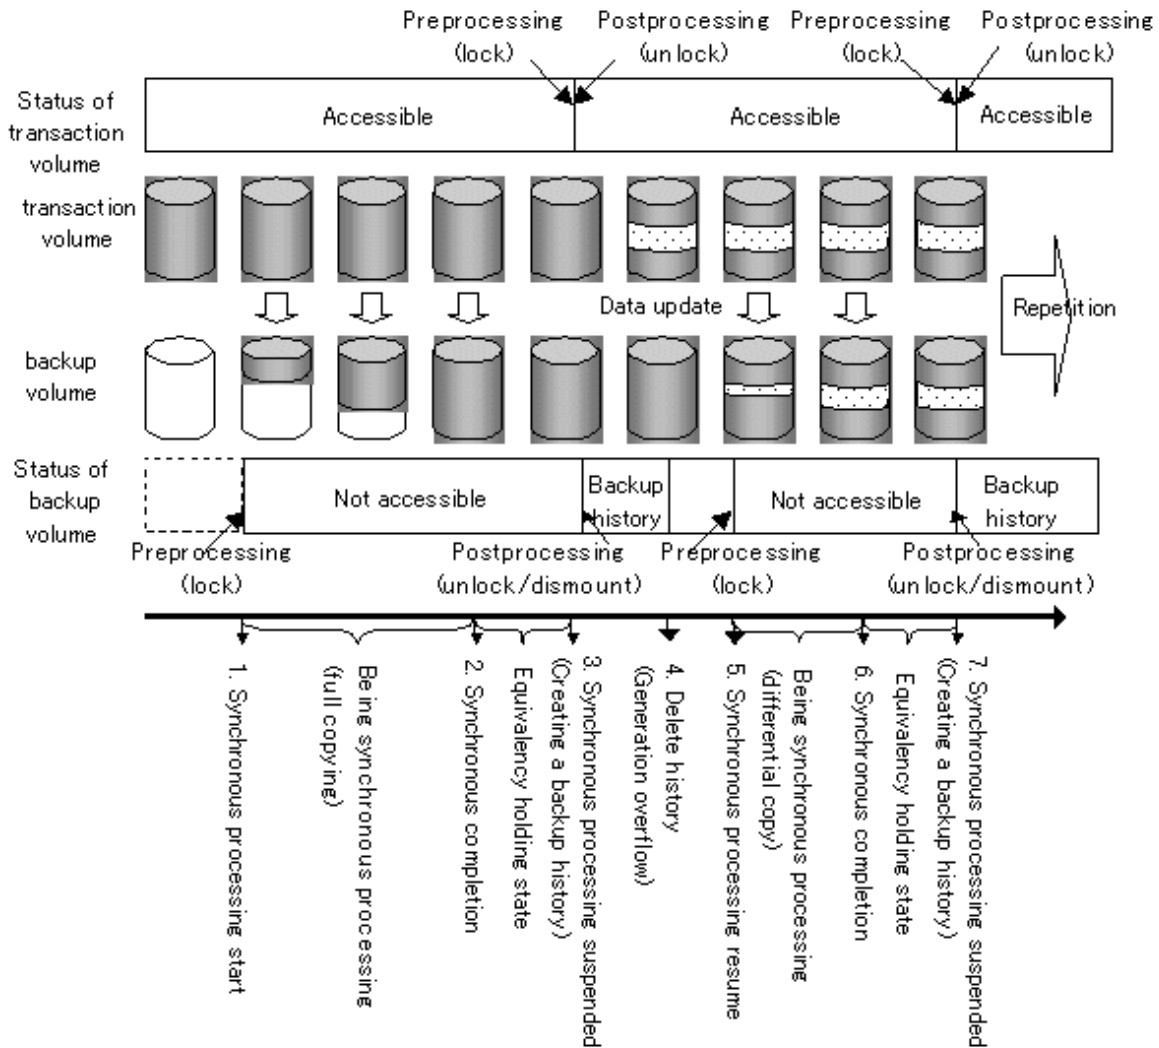 Preprocessing
(lock)
Postprocessing
(unlock)
Preprocessing
(lock)
Postprocessing
(unlock)
Status of
transaction
volume
Accessible
Accessible
Accessible
transaction
volume
Data update
Repetition
backup
volume
Status of
backup
volume
Not accessible
Backup
history
Not accessible
Backup
history
Preprocessing
(lock)
Postprocessing
(unlock/dismount)
Preprocessing
(lock)
Postprocessing
(unlock/dismount)
1. Synchronous processing start
Being synchronous processing
(full copying)
2. Synchronous completion
Equivalency holding state
3. Synchronous processing suspended
(Creating a backup history)
4. Delete history
(Generation overflow)
5. Synchronous processing resume
Being synchronous processing
(differential copy)
6. Synchronous completion
Equivalency holding state
7. Synchronous processing suspended
(Creating a backup history)